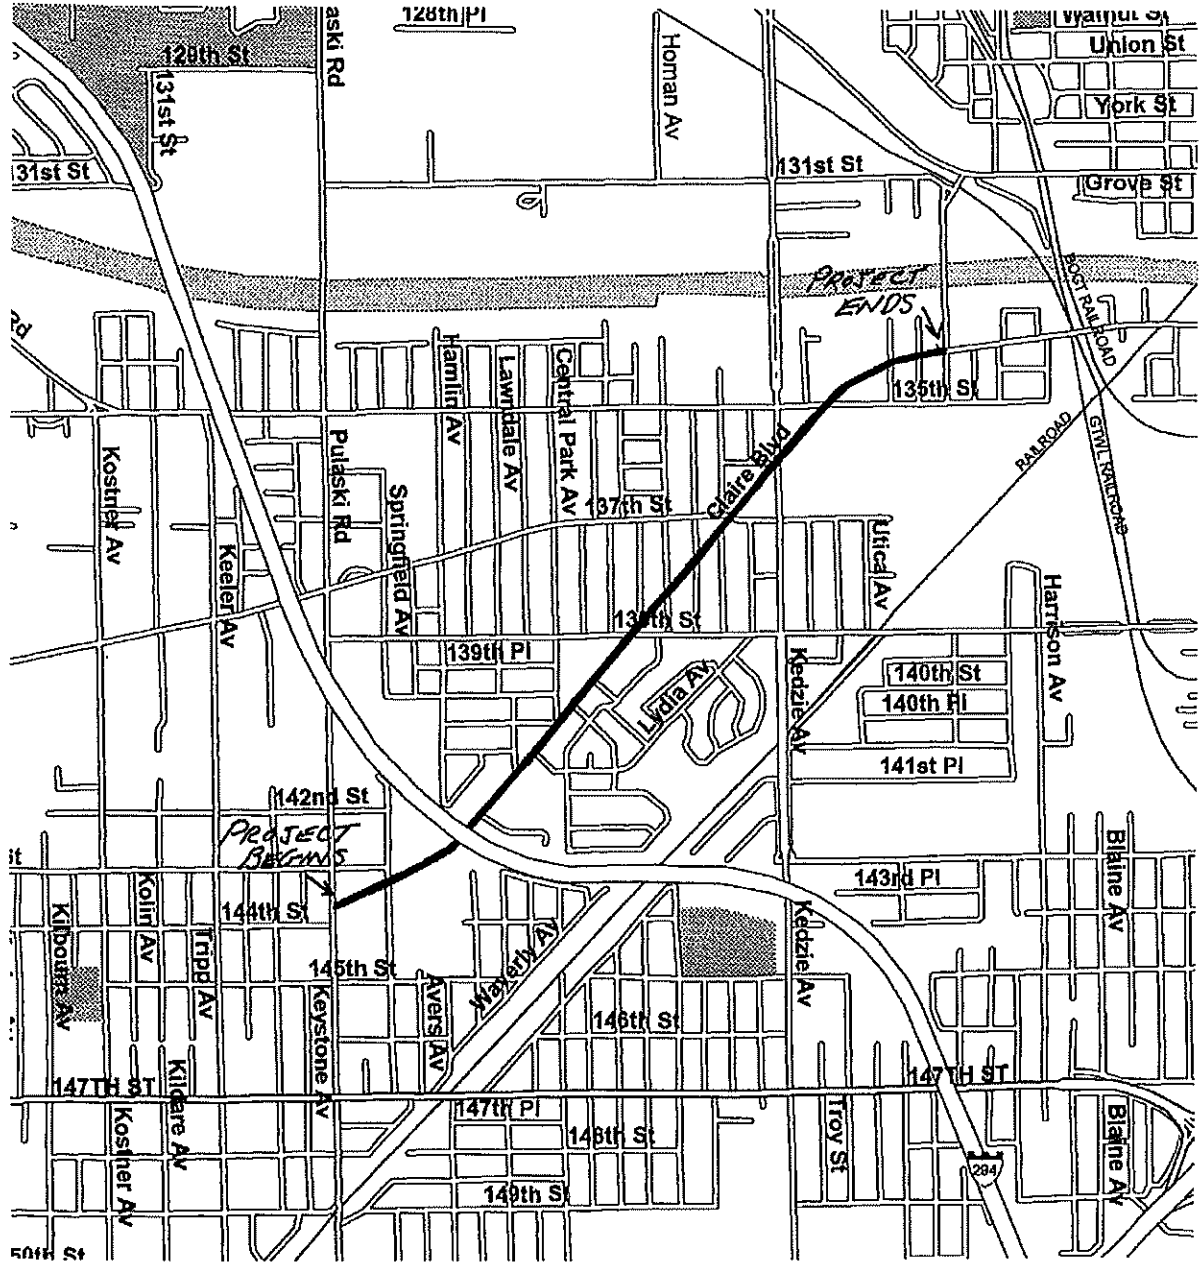 128th Pl
Walnut St
Union St
129th St
aski Rd
Homan Av
York St
131st St
131st St
131st St
Grove St
PROJECT
ENDS
BOCT RAILROAD
Rd
Hamlin Av
Lawndale Av
Central Park Av
135th St
Kostner Av
Pulaski Rd
Claire Blvd
RAILROAD
GTWL RAILROAD
Springfield Av
137th St
Utica Av
Keeler Av
139th Pl
Kedzie Av
Harrison Av
Lydia Av
140th St
140th Pl
141st Pl
142nd St
PROJECT
BEGINS
Blaine Av
143rd Pl
Kolin Av
144th St
Kilbourn Av
Tripp Av
Kedzie Av
145th St
Waverly Av
Keystone Av
Avers Av
146th St
147TH ST
147TH ST
Kildare Av
147th Pl
Kostner Av
148th St
Troy St
Blaine Av
294
149th St
50th St